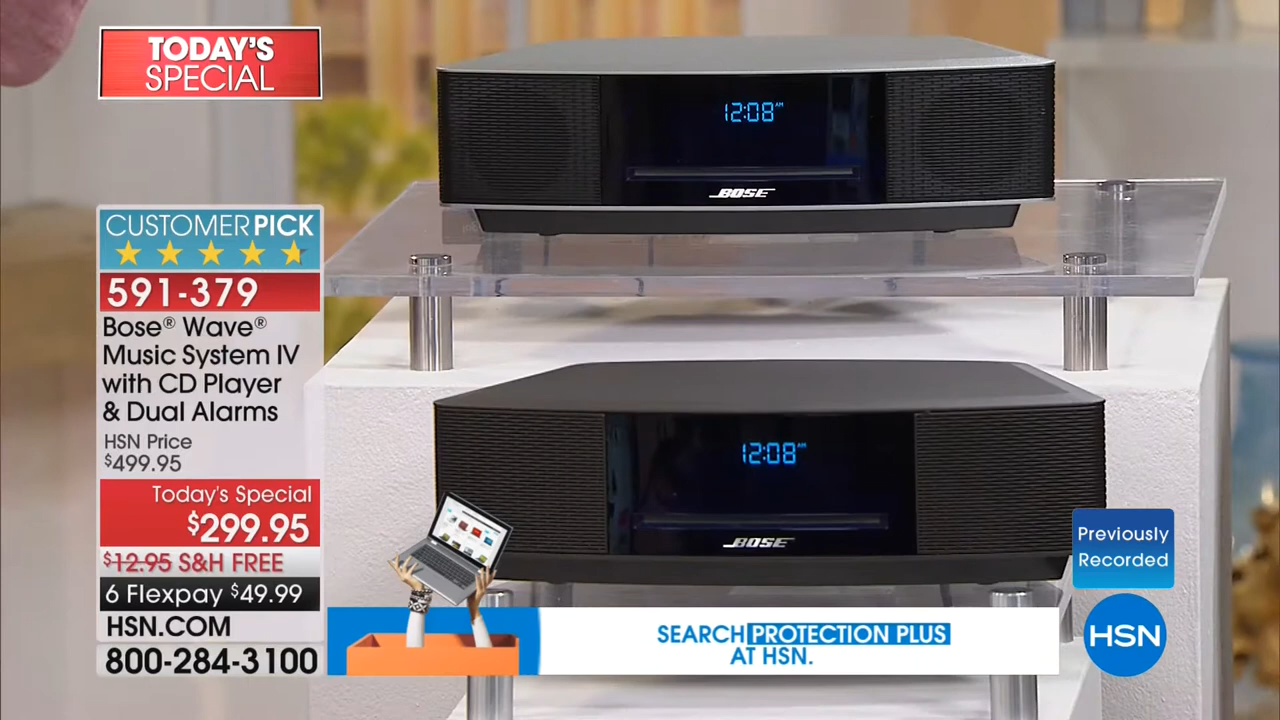 TODAY'S
SPECIAL
CUSTOMER PICK
591-379
Bose® Wave®
Music System IV
with CD Player
& Dual Alarms
HSN Price
$499.95
Today's Special
$299.95
$12.95 S&H FREE
6 Flexpay $49.99
HSN.COM
800-284-3100
12:08AM
BOSE
12:08AM
BOSE
Previously
Recorded
HSN
SEARCH PROTECTION PLUS
AT HSN.